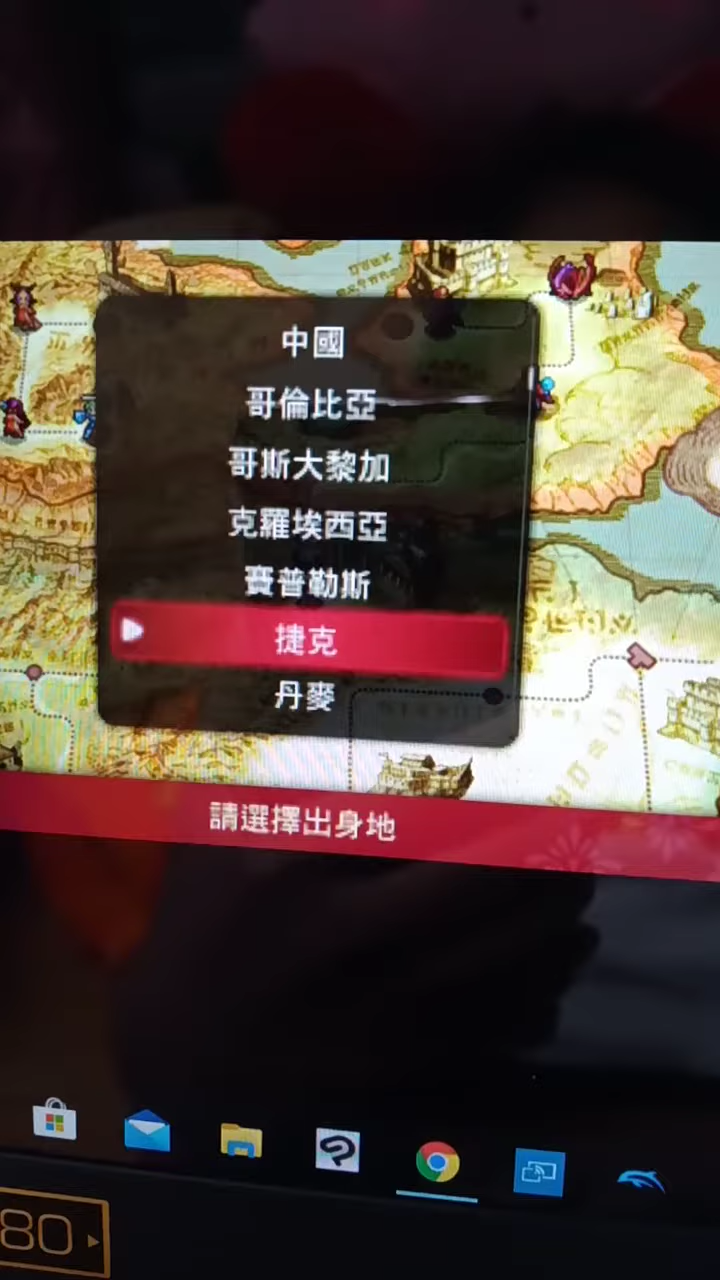 中國
哥倫比亞
哥斯大黎加
克羅埃西亞
賽普勒斯
捷克
丹麥
請選擇出身地
80